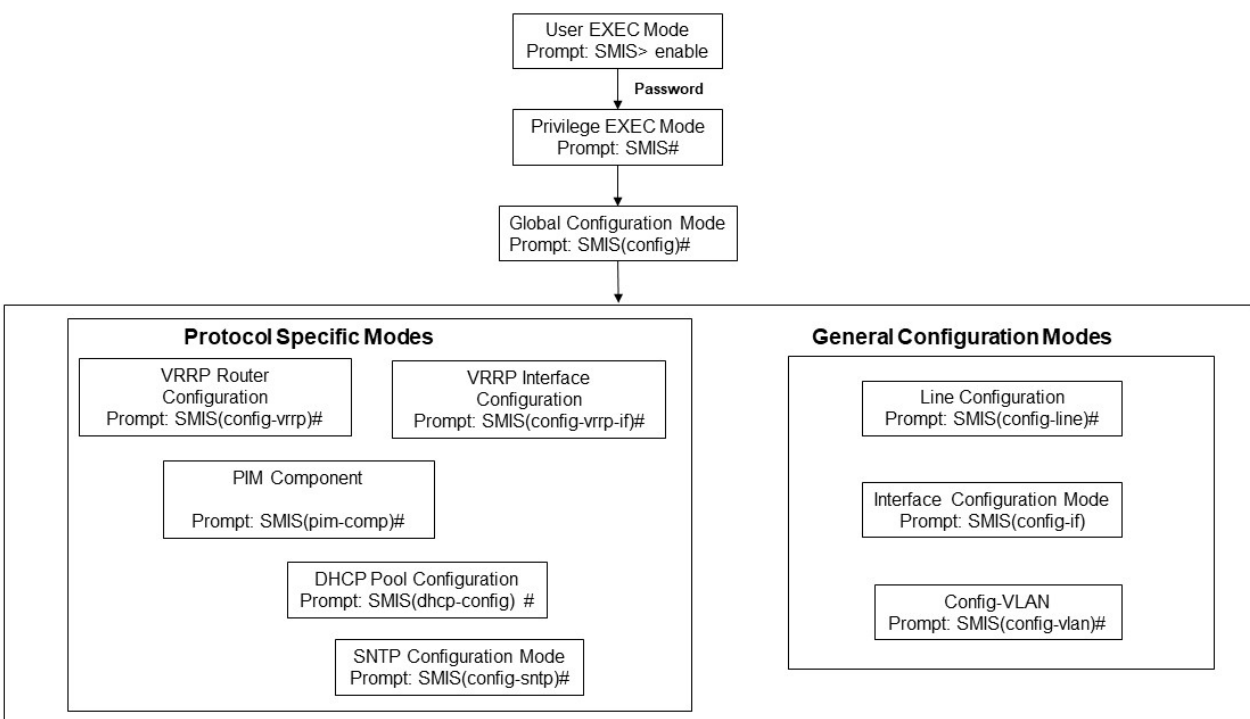 User EXEC Mode
Prompt: SMIS> enable
Password
Privilege EXEC Mode
Prompt: SMIS#
Global Configuration Mode
Prompt: SMIS(config)#
Protocol Specific Modes
VRRP Router
Configuration
Prompt: SMIS(config-vrrp)#
VRRP Interface
Configuration
Prompt: SMIS(config-vrrp-if)#
PIM Component
Prompt: SMIS(pim-comp)#
DHCP Pool Configuration
Prompt: SMIS(dhcp-config) #
SNTP Configuration Mode
Prompt: SMIS(config-sntp)#
General Configuration Modes
Line Configuration
Prompt: SMIS(config-line)#
Interface Configuration Mode
Prompt: SMIS(config-if)
Config-VLAN
Prompt: SMIS(config-vlan)#